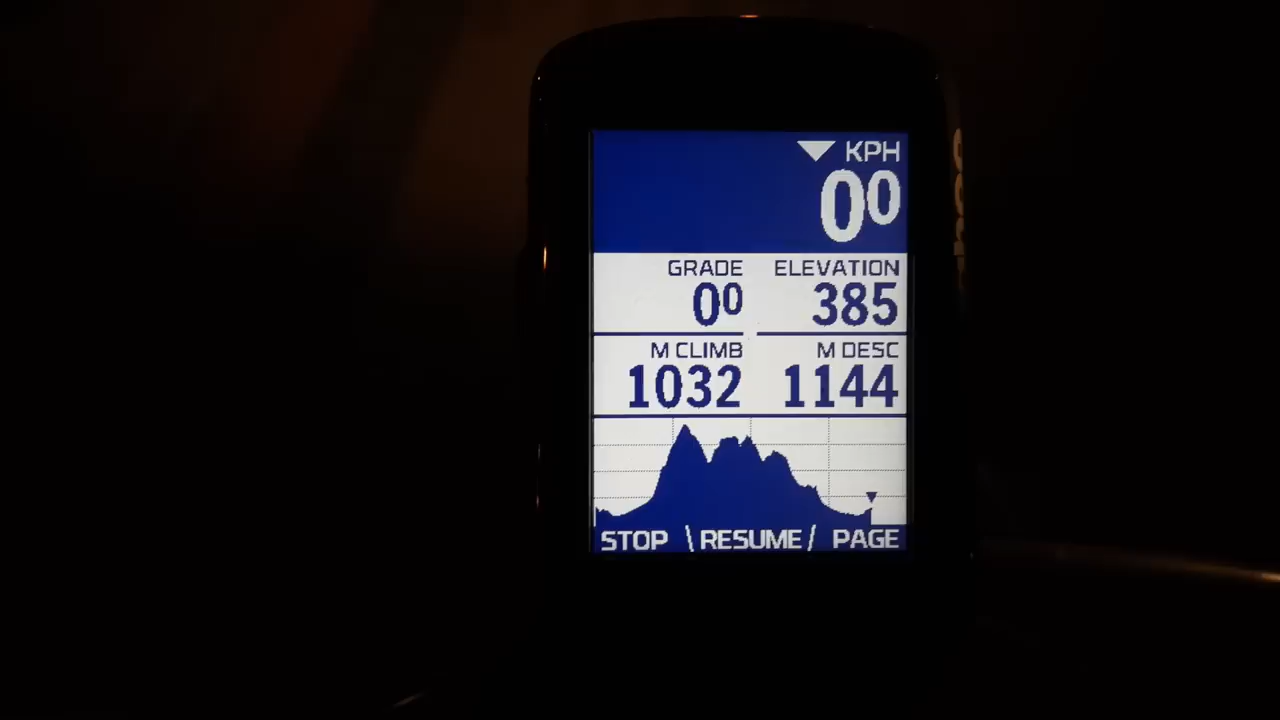 KPH
00
GRADE ELEVATION
00 385
M CLIMB M DESC
1032 1144
STOP \ RESUME / PAGE